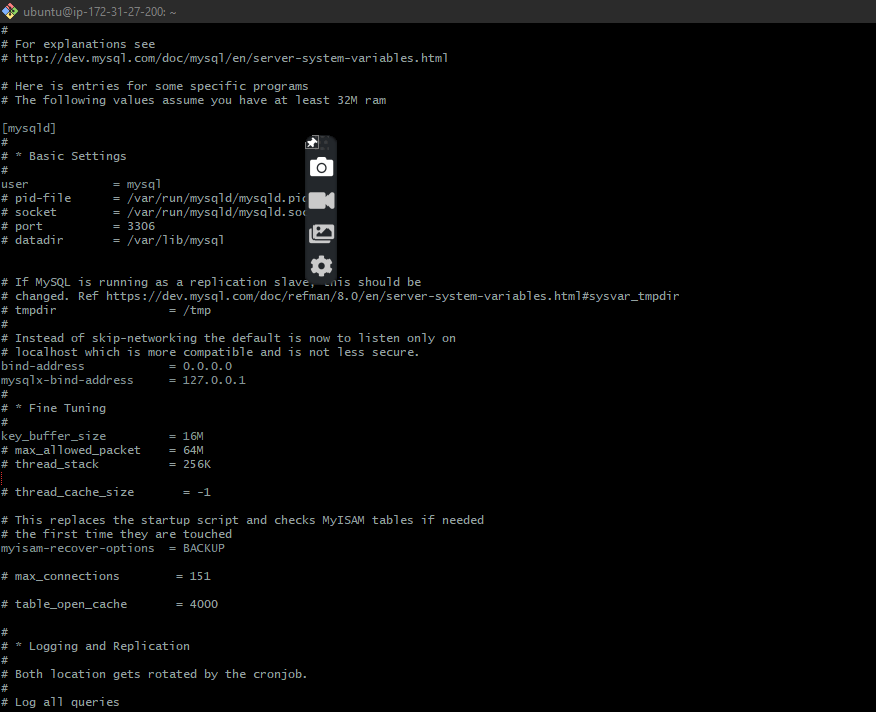 ubuntu@ip-172-31-27-200: ~
#
# For explanations see
# http://dev.mysql.com/doc/mysql/en/server-system-variables.html
# Here is entries for some specific programs
# The following values assume you have at least 32M ram
[mysqld]
#
# * Basic Settings
#
user            = mysql
# pid-file      = /var/run/mysqld/mysqld.pid
# socket        = /var/run/mysqld/mysqld.soc
# port          = 3306
# datadir       = /var/lib/mysql
# If MySQL is running as a replication slave, this should be
# changed. Ref https://dev.mysql.com/doc/refman/8.0/en/server-system-variables.html#sysvar_tmpdir
# tmpdir                = /tmp
#
# Instead of skip-networking the default is now to listen only on
# localhost which is more compatible and is not less secure.
bind-address            = 0.0.0.0
mysqlx-bind-address     = 127.0.0.1
#
# * Fine Tuning
#
key_buffer_size         = 16M
# max_allowed_packet    = 64M
# thread_stack          = 256K
# thread_cache_size       = -1
# This replaces the startup script and checks MyISAM tables if needed
# the first time they are touched
myisam-recover-options  = BACKUP
# max_connections        = 151
# table_open_cache       = 4000
#
# * Logging and Replication
#
# Both location gets rotated by the cronjob.
#
# Log all queries